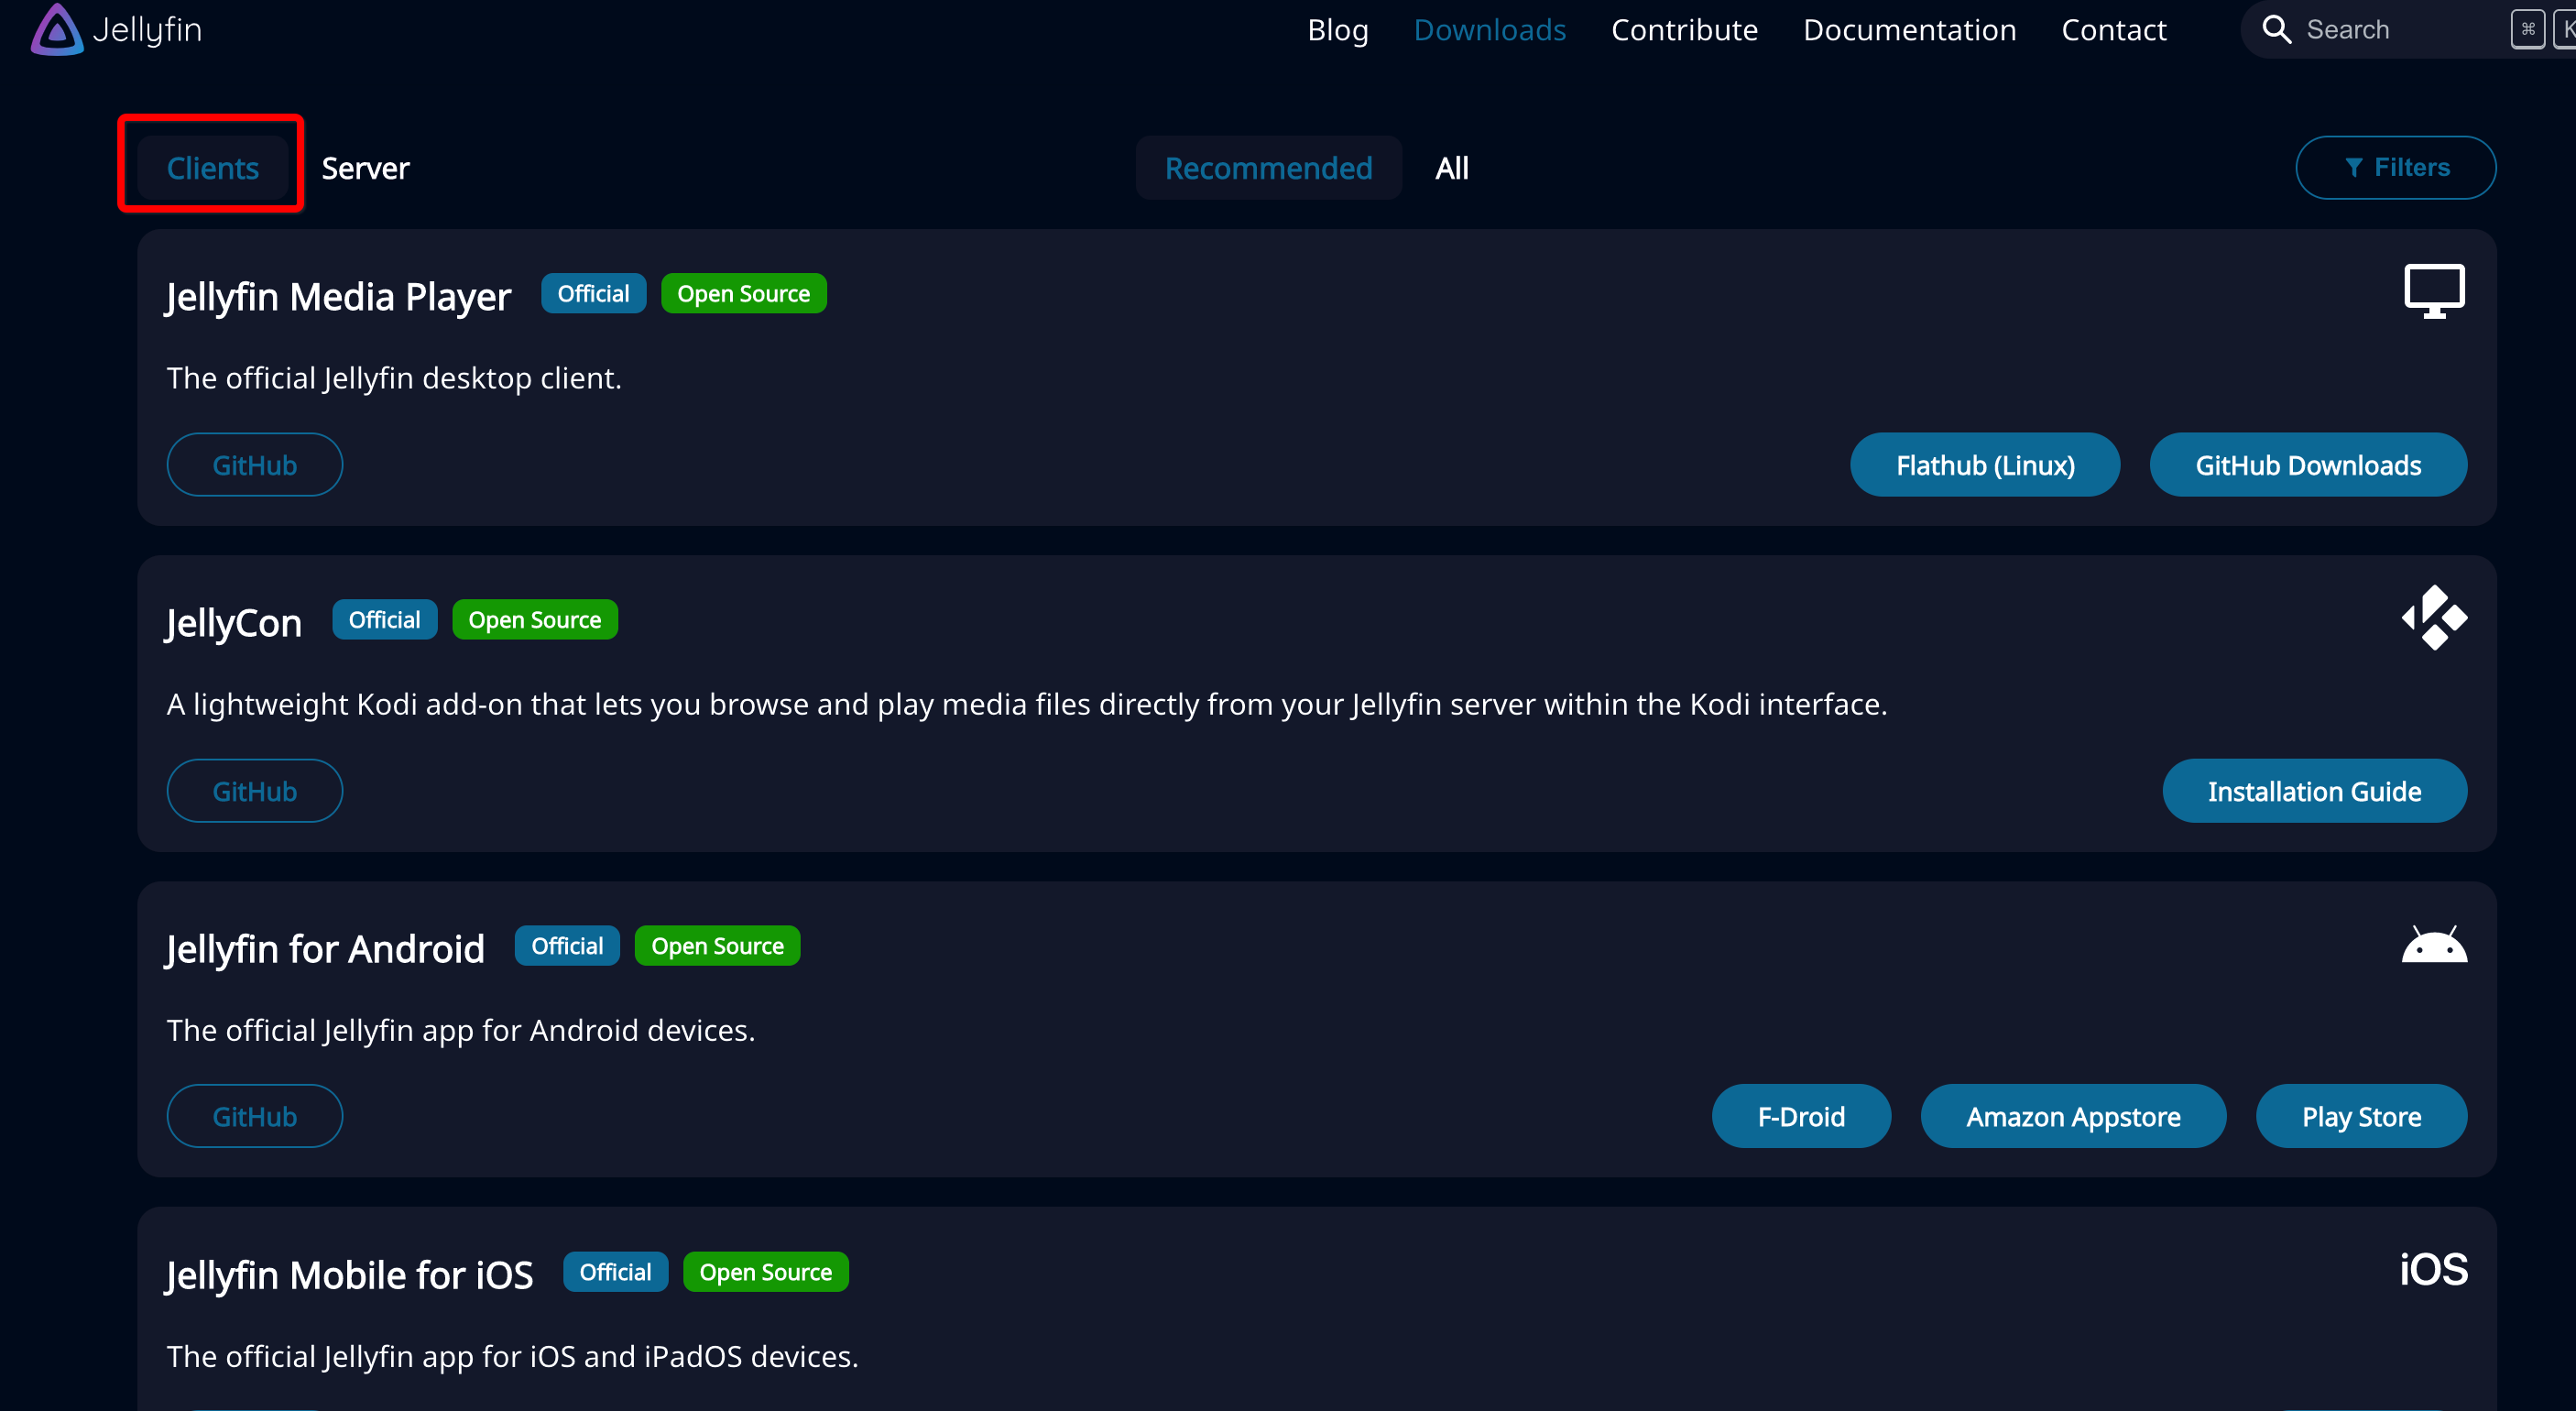 Jellyfin
Blog Downloads Contribute Documentation Contact Search ⌘ K
Clients Server Recommended All Filters
Jellyfin Media Player Official Open Source
The official Jellyfin desktop client.
GitHub Flathub (Linux) GitHub Downloads
JellyCon Official Open Source
A lightweight Kodi add-on that lets you browse and play media files directly from your Jellyfin server within the Kodi interface.
GitHub Installation Guide
Jellyfin for Android Official Open Source
The official Jellyfin app for Android devices.
GitHub F-Droid Amazon Appstore Play Store
Jellyfin Mobile for iOS Official Open Source iOS
The official Jellyfin app for iOS and iPadOS devices.